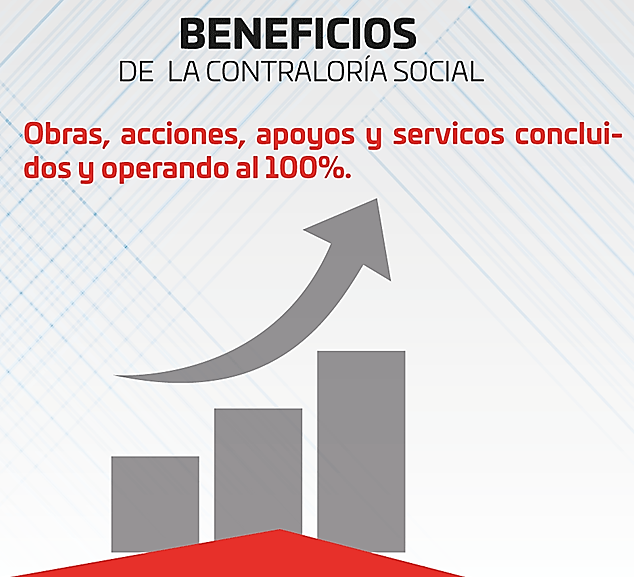 BENEFICIOS
DE LA CONTRALORÍA SOCIAL
Obras, acciones, apoyos y servicos conclui-
dos y operando al 100%.